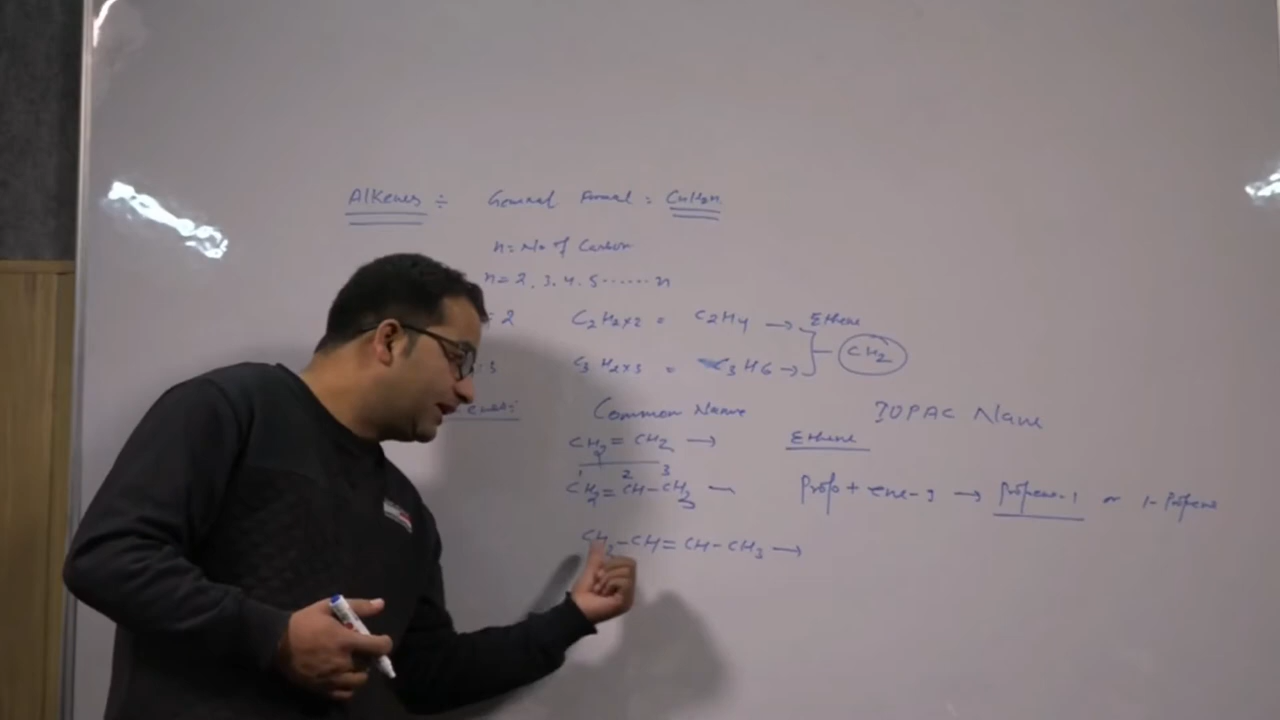 Alkenes ÷ General Formul : CnH2n
n = No of Carbon
n = 2, 3, 4, 5 ······ n
= 2 C2H2×2 = C2H4 → Ethene
=3 C3H2×3 = C3H6 →
CH2
Common Name IUPAC Name
CH2 = CH2 → Ethene
1 2 3
CH2 = CH - CH3 — Prop + ene-1 → Propene-1 or 1-Propene
CH3 - CH = CH - CH3 →